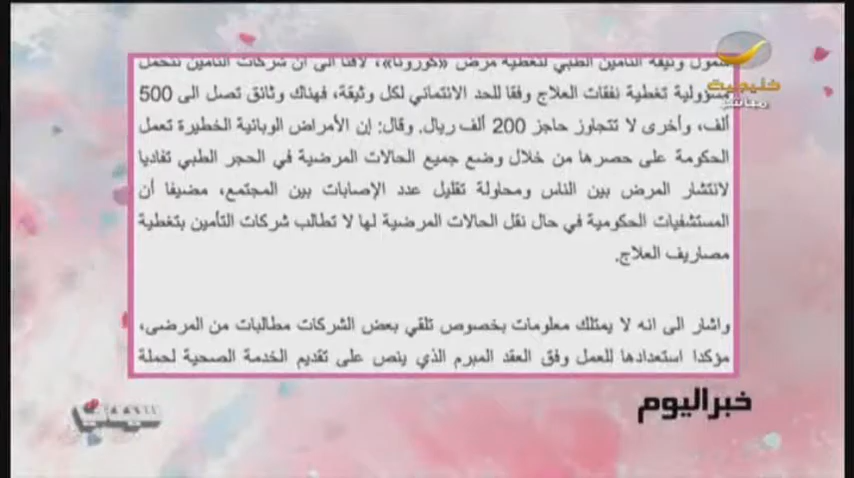 شمول وثيقة التأمين الطبي لتغطية مرض «كورونا»، لافتا الى ان شركات التأمين تتحمل
مسؤولية تغطية نفقات العلاج وفقا للحد الائتماني لكل وثيقة، فهناك وثائق تصل الى 500
ألف، وأخرى لا تتجاوز حاجز 200 ألف ريال. وقال: إن الأمراض الوبائية الخطيرة تعمل
الحكومة على حصرها من خلال وضع جميع الحالات المرضية في الحجر الطبي تفاديا
لانتشار المرض بين الناس ومحاولة تقليل عدد الإصابات بين المجتمع، مضيفا أن
المستشفيات الحكومية في حال نقل الحالات المرضية لها لا تطالب شركات التأمين بتغطية
مصاريف العلاج.
واشار الى انه لا يمتلك معلومات بخصوص تلقي بعض الشركات مطالبات من المرضى،
مؤكدا استعدادها للعمل وفق العقد المبرم الذي ينص على تقديم الخدمة الصحية لحملة
خبر اليوم
خليجية
مباشر